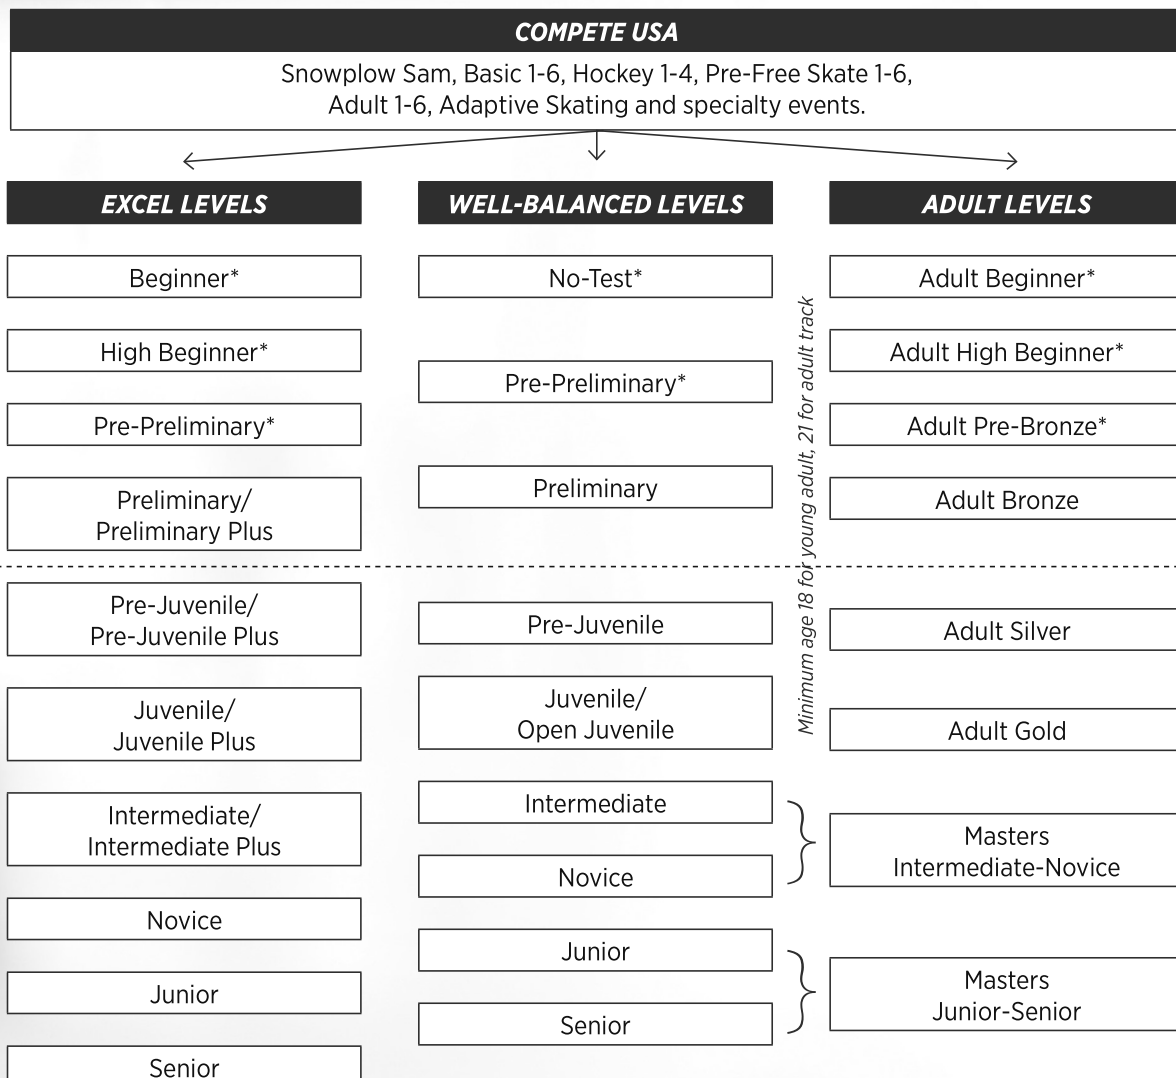 COMPETE USA
Snowplow Sam, Basic 1-6, Hockey 1-4, Pre-Free Skate 1-6,
Adult 1-6, Adaptive Skating and specialty events.
EXCEL LEVELS
Beginner*
High Beginner*
Pre-Preliminary*
Preliminary/
Preliminary Plus
Pre-Juvenile/
Pre-Juvenile Plus
Juvenile/
Juvenile Plus
Intermediate/
Intermediate Plus
Novice
Junior
Senior
WELL-BALANCED LEVELS
No-Test*
Pre-Preliminary*
Preliminary
Pre-Juvenile
Juvenile/
Open Juvenile
Intermediate
Novice
Junior
Senior
Minimum age 18 for young adult, 21 for adult track
ADULT LEVELS
Adult Beginner*
Adult High Beginner*
Adult Pre-Bronze*
Adult Bronze
Adult Silver
Adult Gold
Masters
Intermediate-Novice
Masters
Junior-Senior